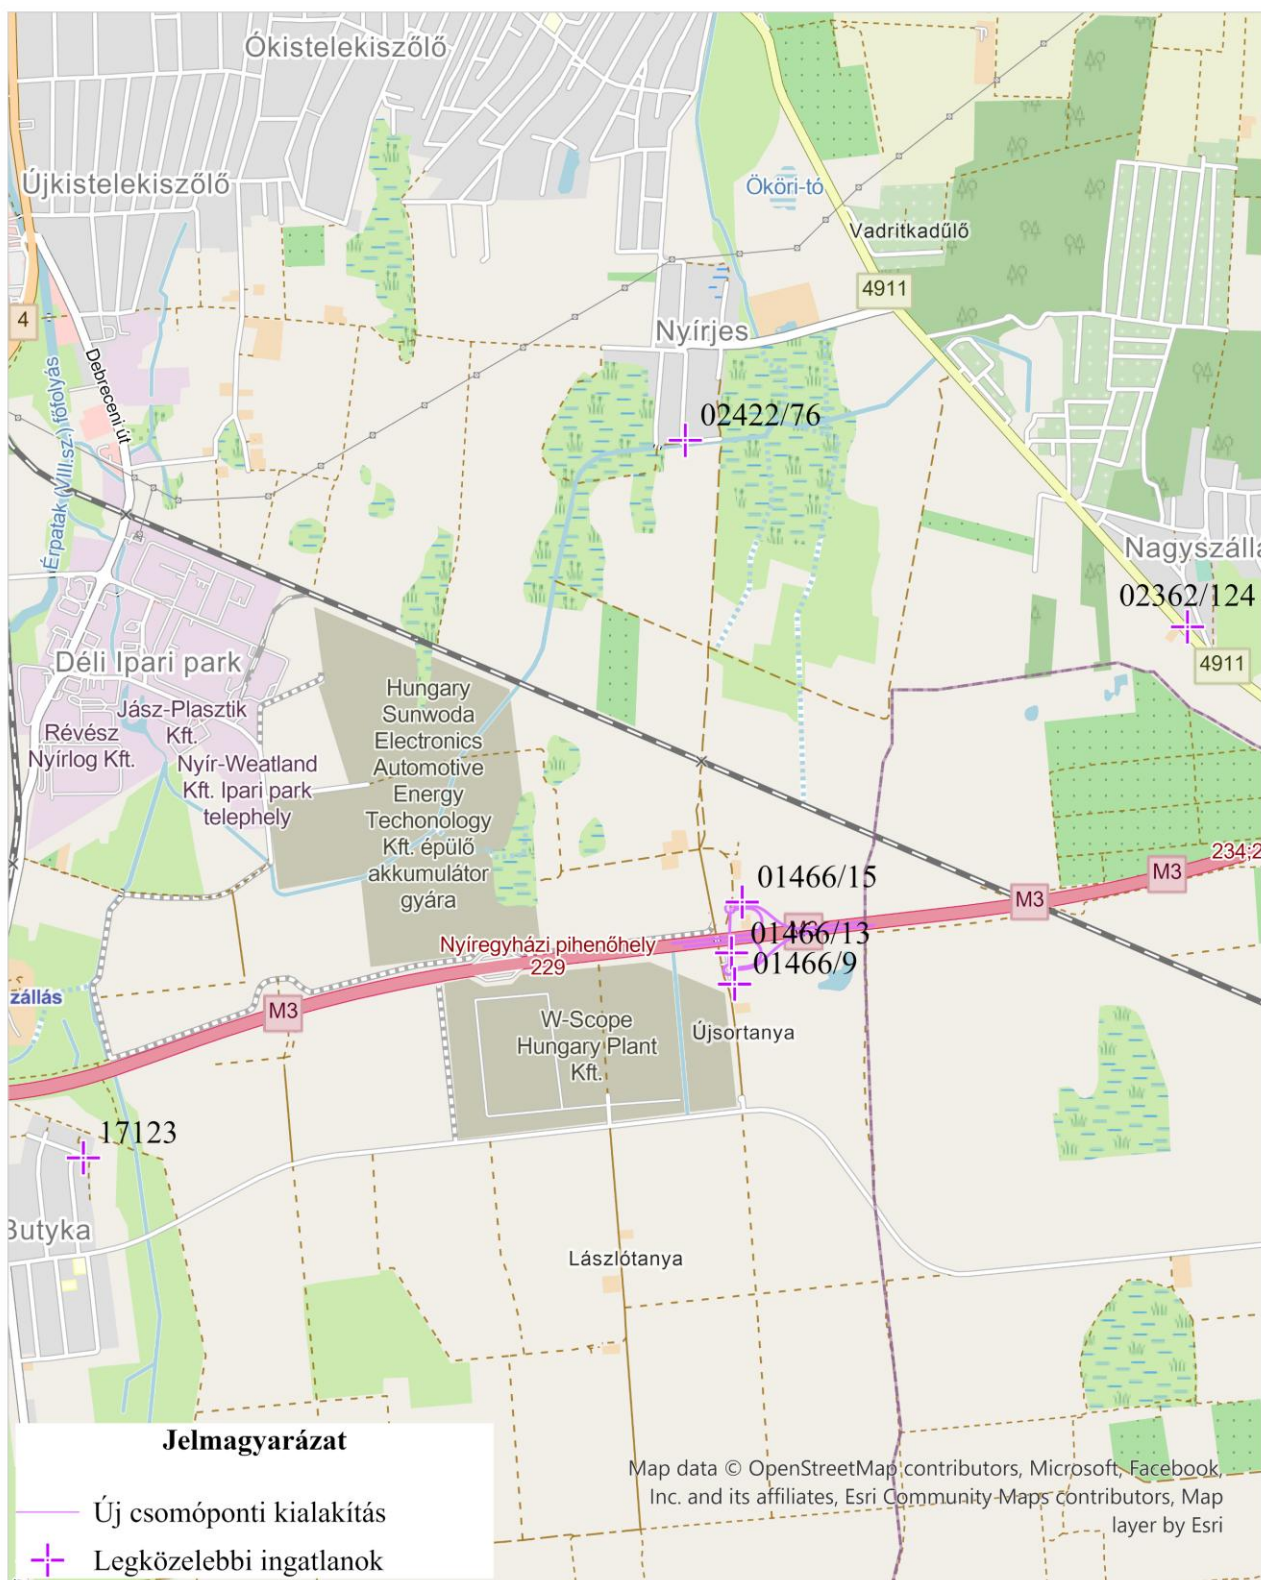 Ókistelekiszőlő
Újkistelekiszőlő
Ököri-tó
Vadritkadűlő
4911
4
Nyírjes
Debreceni út
Érpatak (VIII.sz.) főfolyás
02422/76
Nagyszállá
02362/124
4911
Déli Ipari park
Jász-Plasztik
Kft.
Révész
Nyírlog Kft.
Nyír-Weatland
Kft. Ipari park
telephely
Hungary
Sunwoda
Electronics
Automotive
Energy
Techonology
Kft. épülő
akkumulátor
gyára
234;2
M3
M3
01466/15
M3
01466/13
01466/9
Nyíregyházi pihenőhely
229
zállás
M3
W-Scope
Hungary Plant
Kft.
Újsortanya
17123
Butyka
Lászlótanya
Jelmagyarázat
Új csomóponti kialakítás
Legközelebbi ingatlanok
Map data © OpenStreetMap contributors, Microsoft, Facebook,
Inc. and its affiliates, Esri Community Maps contributors, Map
layer by Esri